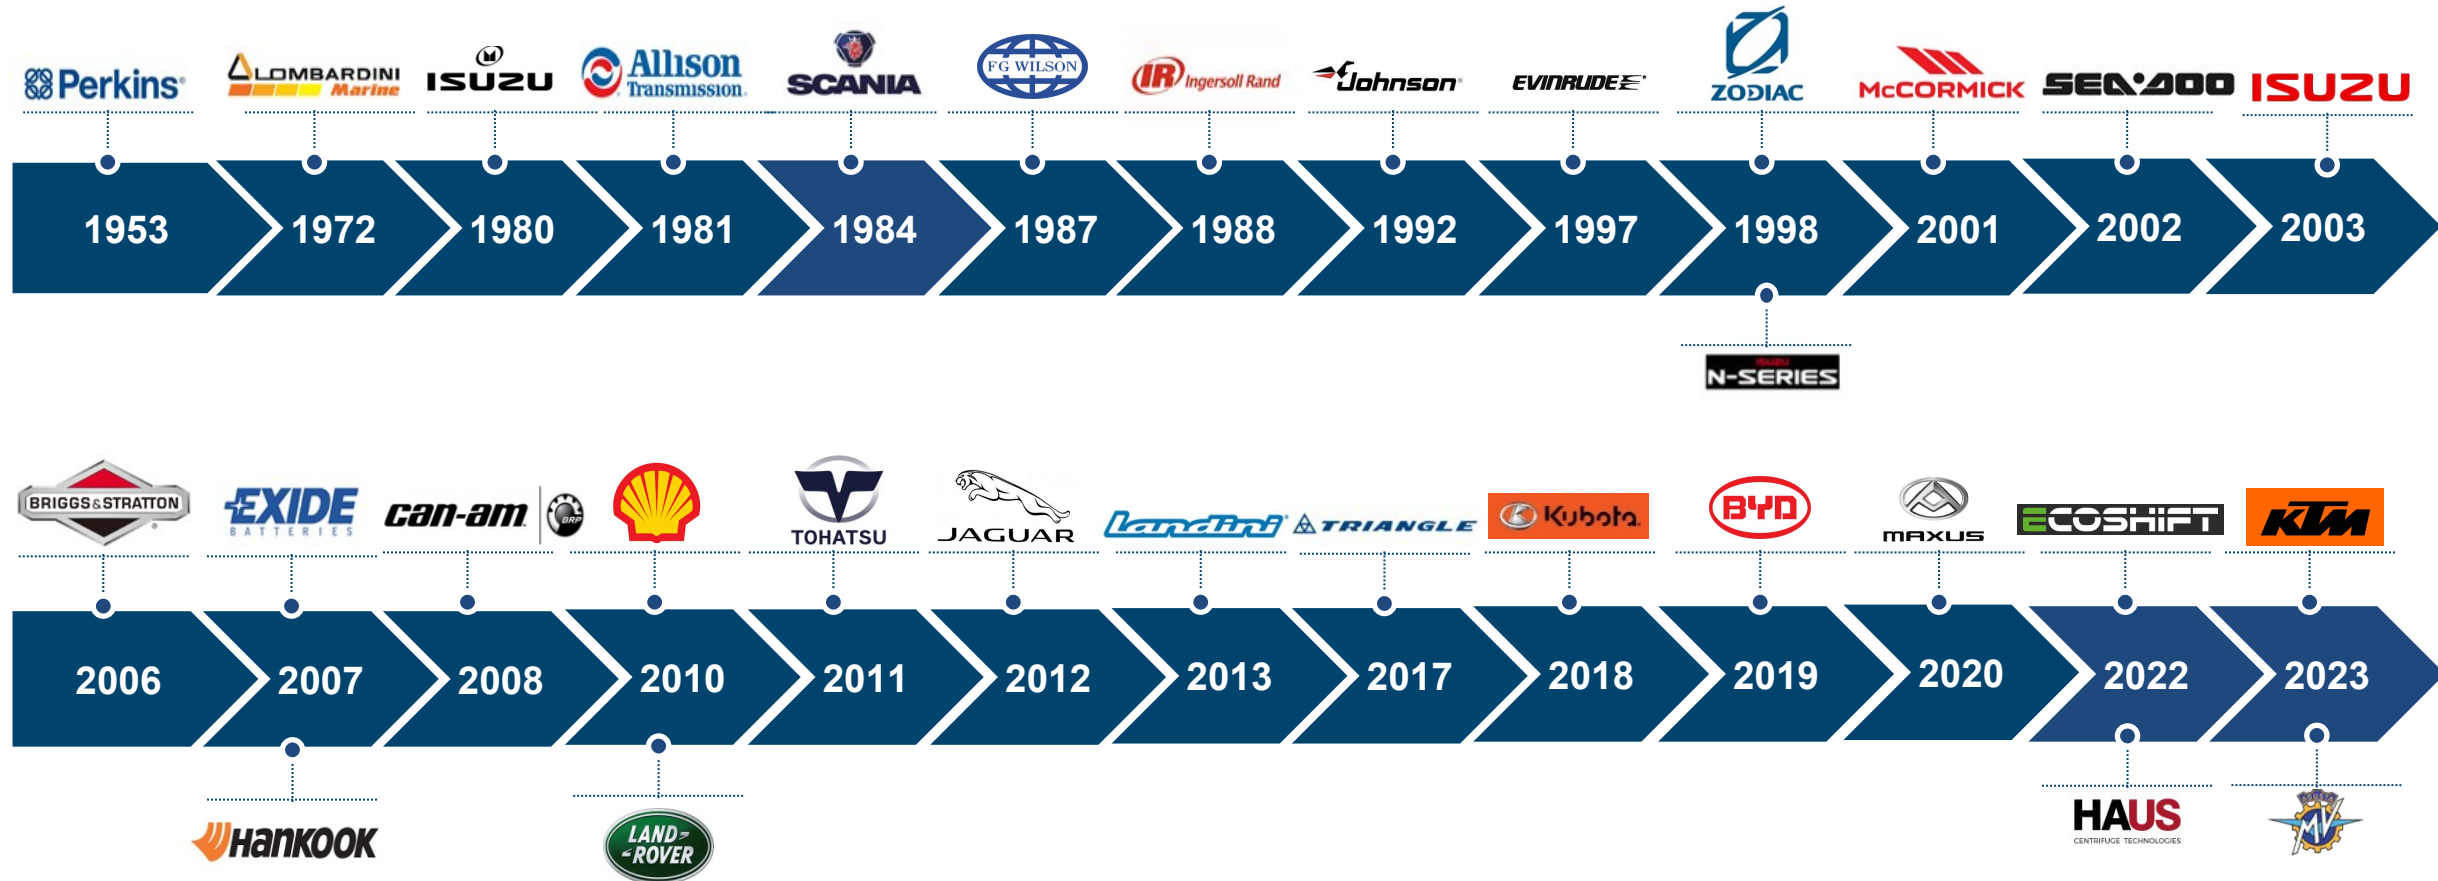 Perkins®
LOMBARDINI
Marine
ISUZU
Allison
Transmission.
SCANIA
FG WILSON
IR Ingersoll Rand
Johnson®
EVINRUDE
ZODIAC
McCORMICK
SEA-DOO
ISUZU
1953
1972
1980
1981
1984
1987
1988
1992
1997
1998
2001
2002
2003
ISUZU
N-SERIES
BRIGGS&STRATTON
®
EXIDE
BATTERIES
can-am
BRP
TOHATSU
JAGUAR
Landini
TRIANGLE
Kubota
BYD
MAXUS
ECOSHIFT
KTM
2006
2007
2008
2010
2011
2012
2013
2017
2018
2019
2020
2022
2023
HANKOOK
LAND-
-ROVER
HAUS
CENTRIFUGE TECHNOLOGIES
MV